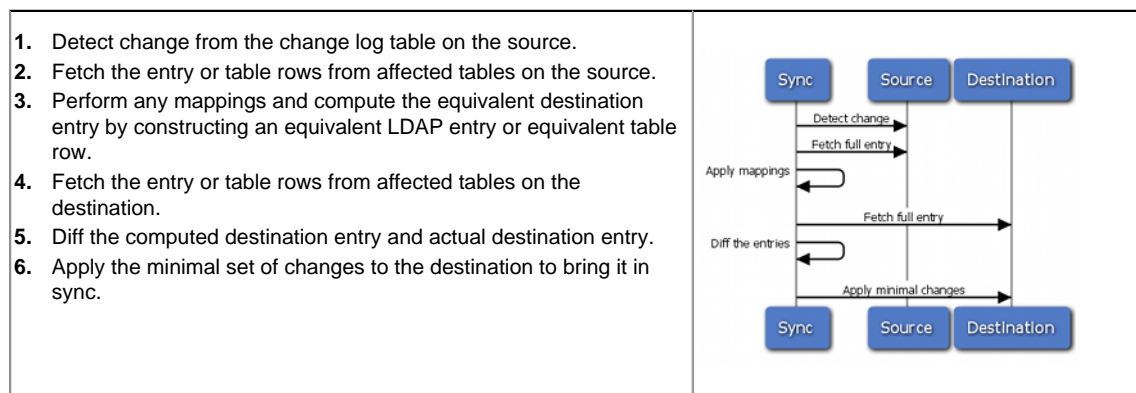 1. Detect change from the change log table on the source.
2. Fetch the entry or table rows from affected tables on the source.
3. Perform any mappings and compute the equivalent destination
entry by constructing an equivalent LDAP entry or equivalent table
row.
4. Fetch the entry or table rows from affected tables on the
destination.
5. Diff the computed destination entry and actual destination entry.
6. Apply the minimal set of changes to the destination to bring it in
sync.
Sync Source Destination
Detect change
Fetch full entry
Apply mappings
Fetch full entry
Diff the entries
Apply minimal changes
Sync Source Destination